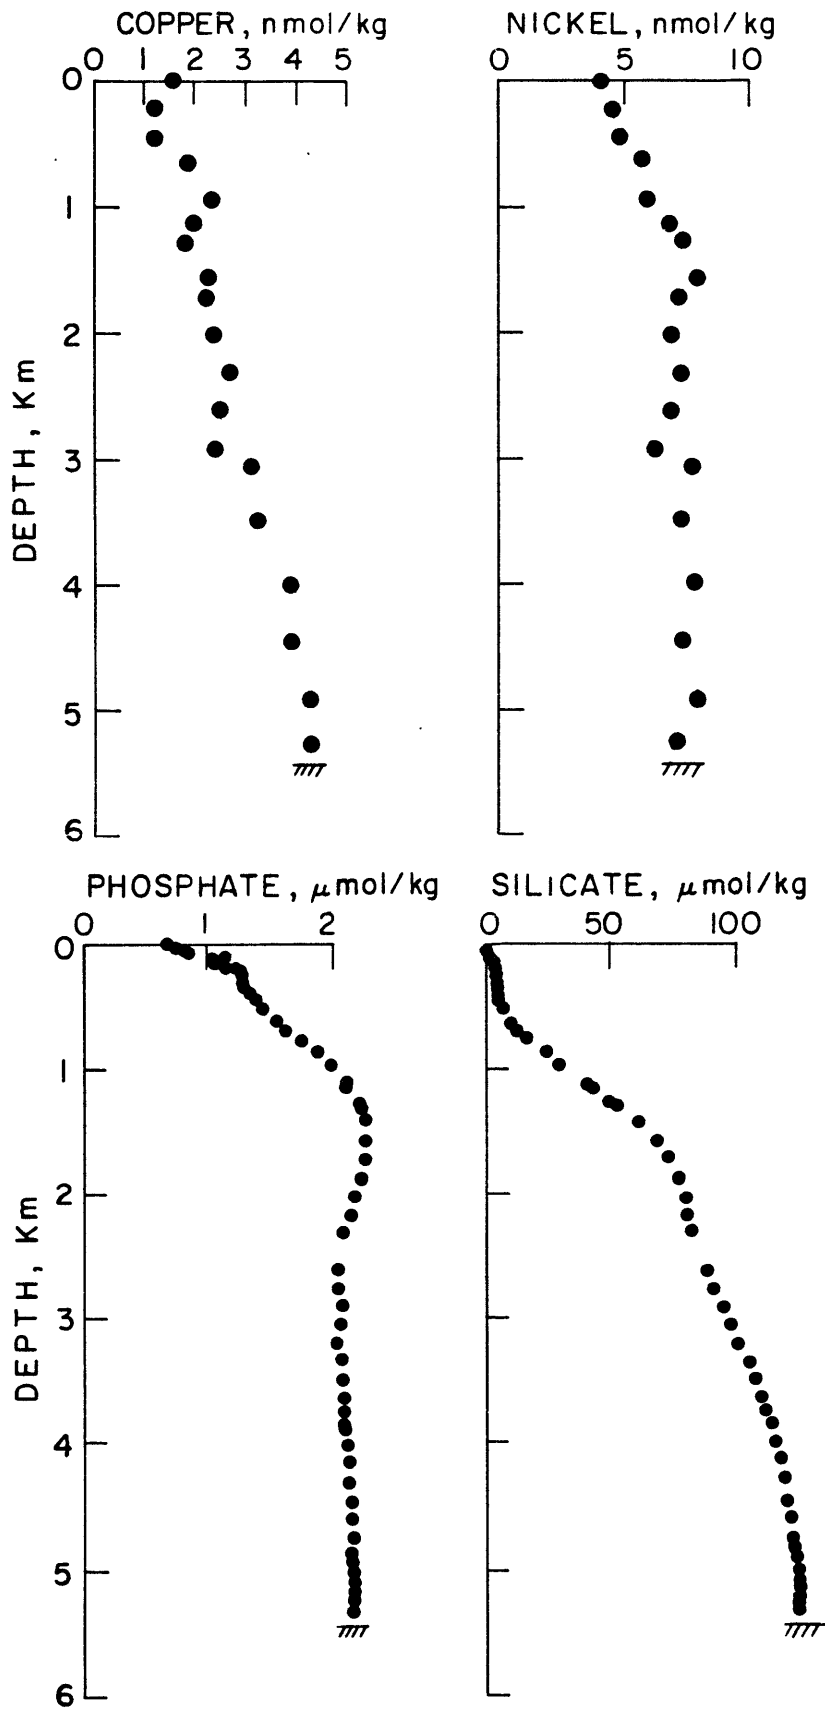 COPPER, nmol/kg
0 1 2 3 4 5
0
1
2
3
4
5
6
DEPTH, Km
NICKEL, nmol/kg
0 5 10
PHOSPHATE, μmol/kg
0 1 2
0
1
2
3
4
5
6
DEPTH, Km
SILICATE, μmol/kg
0 50 100